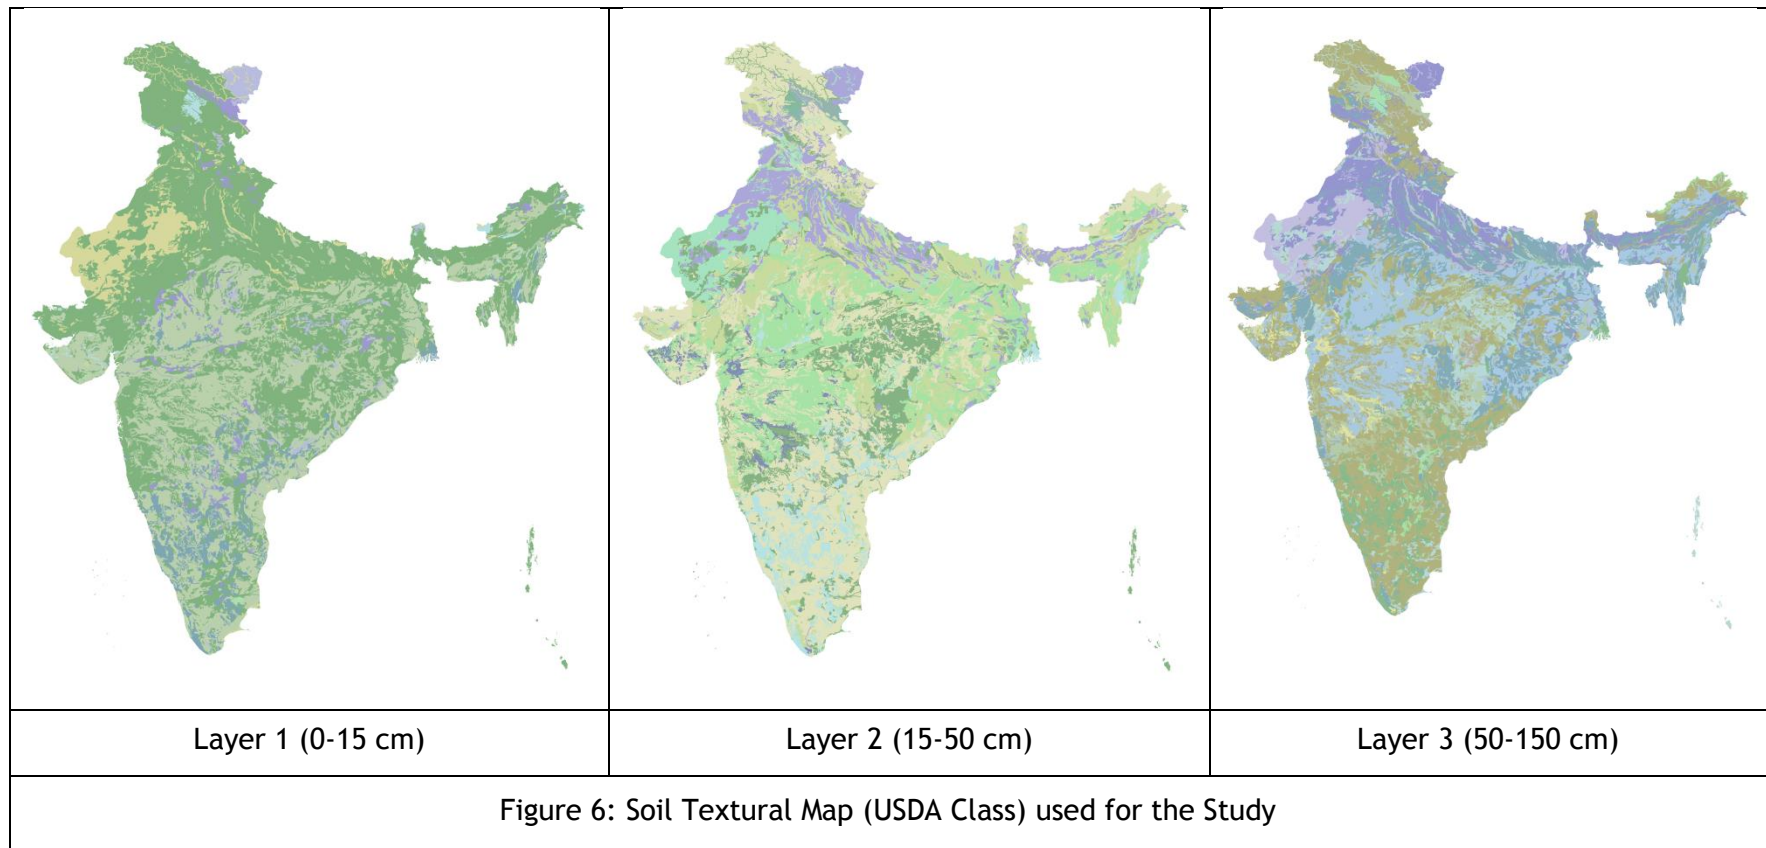 Layer 1 (0-15 cm)
Layer 2 (15-50 cm)
Layer 3 (50-150 cm)
Figure 6: Soil Textural Map (USDA Class) used for the Study